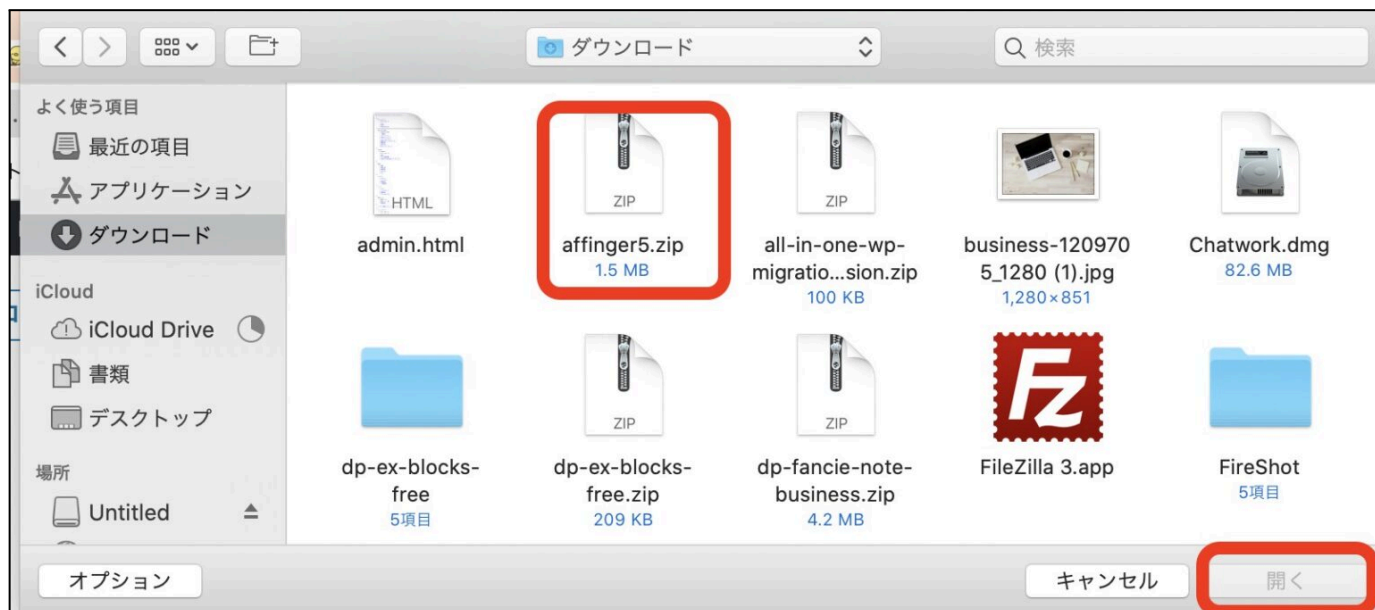 ダウンロード
検索
よく使う項目
最近の項目
アプリケーション
ダウンロード
iCloud
iCloud Drive
書類
デスクトップ
場所
Untitled
HTML
admin.html
ZIP
affinger5.zip
1.5 MB
ZIP
all-in-one-wp-
migratio...sion.zip
100 KB
business-120970
5_1280 (1).jpg
1,280×851
Chatwork.dmg
82.6 MB
dp-ex-blocks-
free
5項目
ZIP
dp-ex-blocks-
free.zip
209 KB
ZIP
dp-fancie-note-
business.zip
4.2 MB
Fz
FileZilla 3.app
FireShot
5項目
オプション
キャンセル
開く